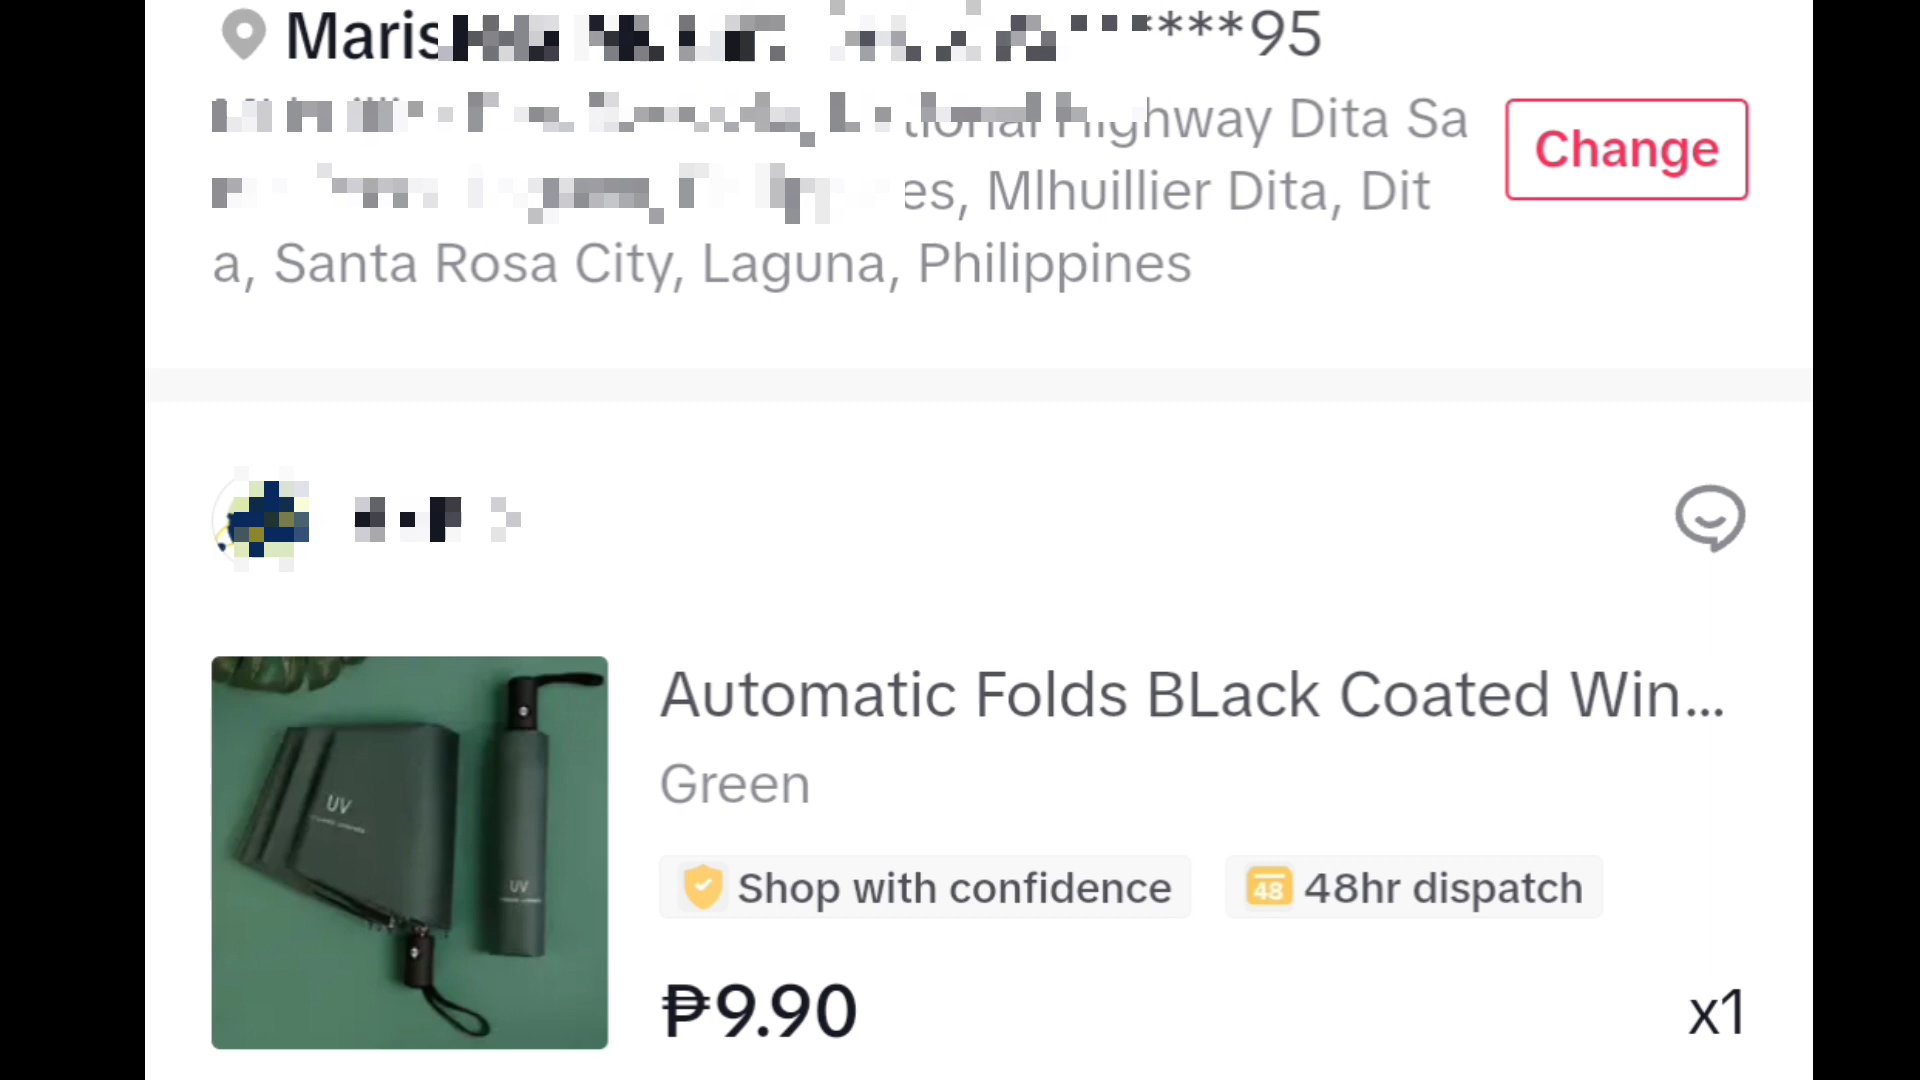 Maris ****95
hway Dita Sa
es, Mlhuillier Dita, Dit
a, Santa Rosa City, Laguna, Philippines
Change
UV
UV
Automatic Folds BLack Coated Win...
Green
Shop with confidence
48 48hr dispatch
₱9.90
x1